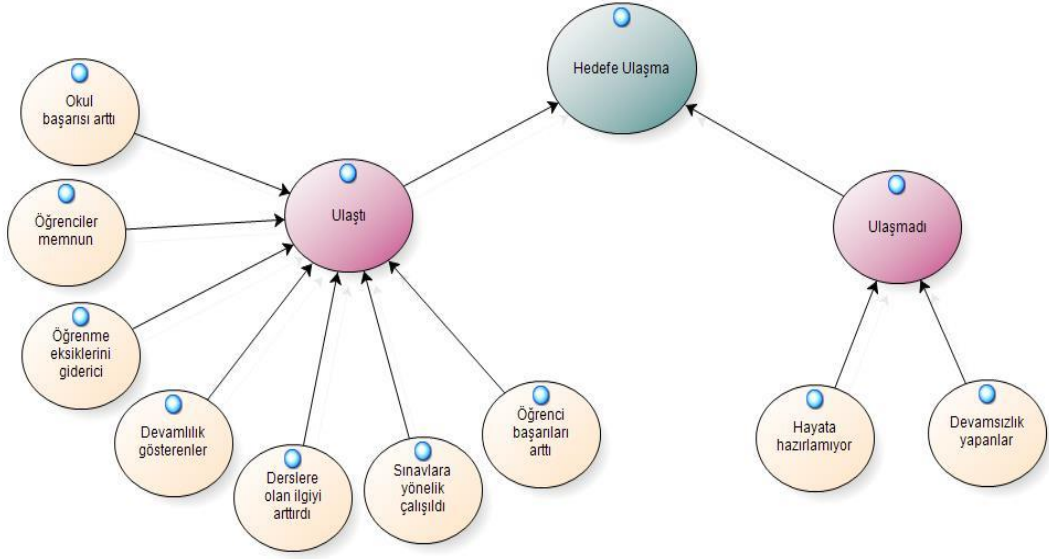 Hedefe Ulaşma
Okul
başarısı arttı
Ulaştı
Ulaşmadı
Öğrenciler
memnun
Öğrenme
eksiklerini
giderici
Devamlılık
gösterenler
Derslere
olan ilgiyi
arttırdı
Sınavlara
yönelik
çalışıldı
Öğrenci
başarıları
arttı
Hayata
hazırlamıyor
Devamsızlık
yapanlar